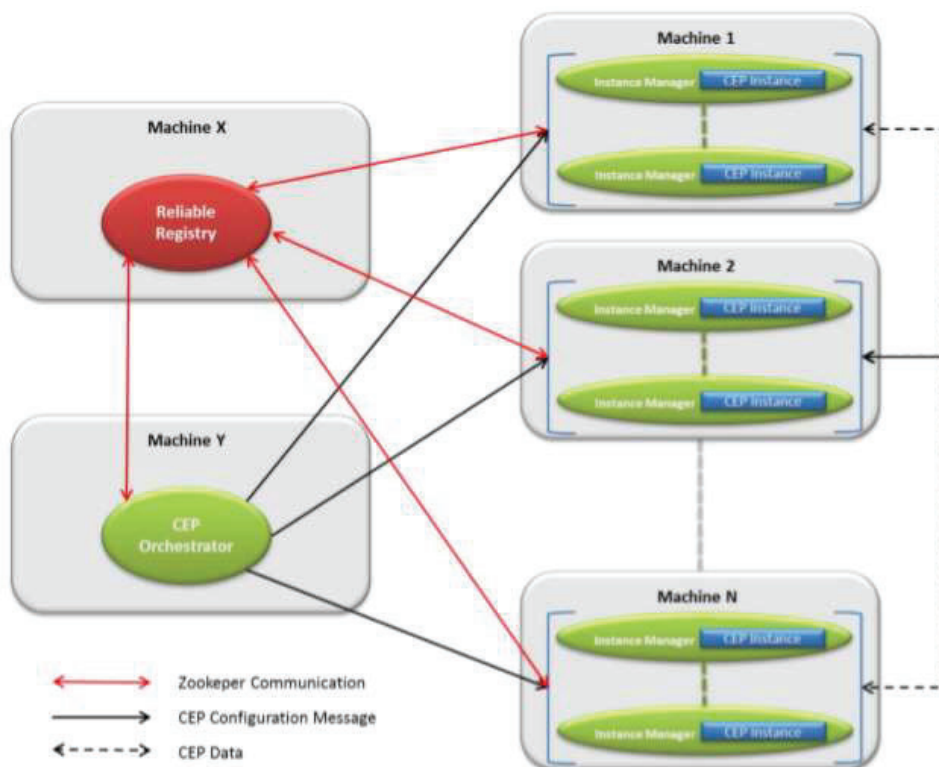 Machine X
Reliable
Registry
Machine Y
CEP
Orchestrator
Machine 1
Instance Manager CEP Instance
Instance Manager CEP Instance
Machine 2
Instance Manager CEP Instance
Instance Manager CEP Instance
Machine N
Instance Manager CEP Instance
Instance Manager CEP Instance
Zookeper Communication
CEP Configuration Message
CEP Data